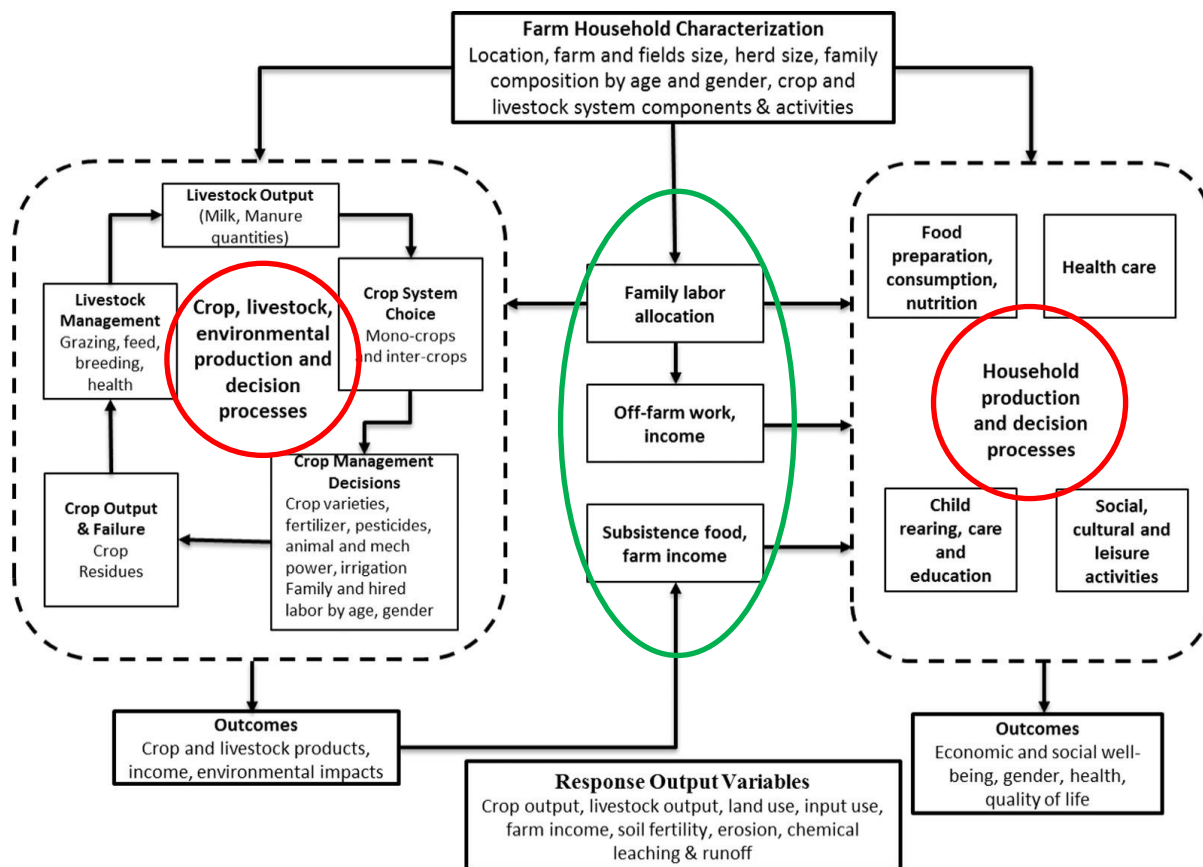 Farm Household Characterization
Location, farm and fields size, herd size, family
composition by age and gender, crop and
livestock system components & activities
Livestock Output
(Milk, Manure
quantities)
Livestock
Management
Grazing, feed,
breeding,
health
Crop, livestock,
environmental
production and
decision
processes
Crop System
Choice
Mono-crops
and inter-crops
Crop Management
Decisions
Crop varieties,
fertilizer, pesticides,
animal and mech
power, irrigation
Family and hired
labor by age, gender
Crop Output
& Failure
Crop
Residues
Family labor
allocation
Off-farm work,
income
Subsistence food,
farm income
Food
preparation,
consumption,
nutrition
Health care
Household
production
and decision
processes
Child
rearing, care
and
education
Social,
cultural and
leisure
activities
Outcomes
Crop and livestock products,
income, environmental impacts
Response Output Variables
Crop output, livestock output, land use, input use,
farm income, soil fertility, erosion, chemical
leaching & runoff
Outcomes
Economic and social well-
being, gender, health,
quality of life